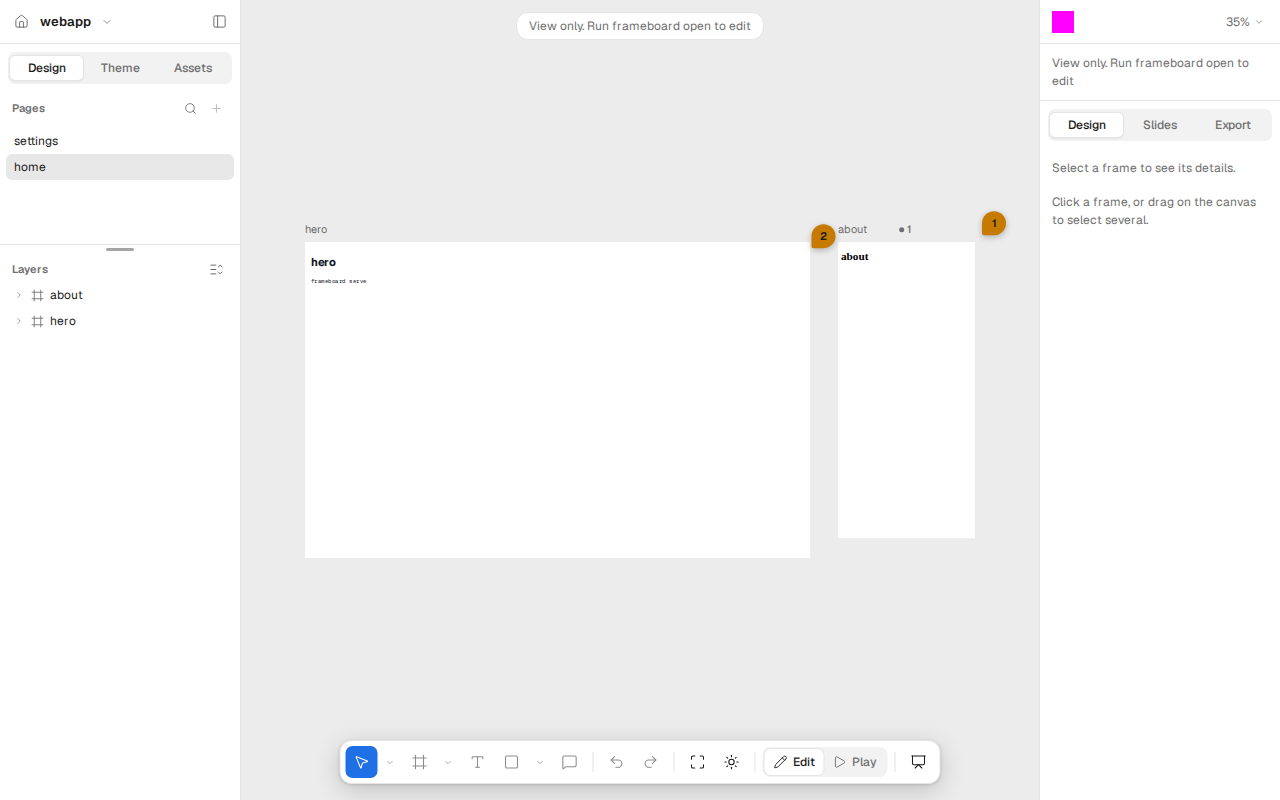 webapp
Design Theme Assets
Pages
settings
home
Layers
about
hero
View only. Run frameboard open to edit
hero
2
about 1
1
hero
frameboard serve
about
Edit Play
35%
View only. Run frameboard open to
edit
Design Slides Export
Select a frame to see its details.
Click a frame, or drag on the canvas
to select several.